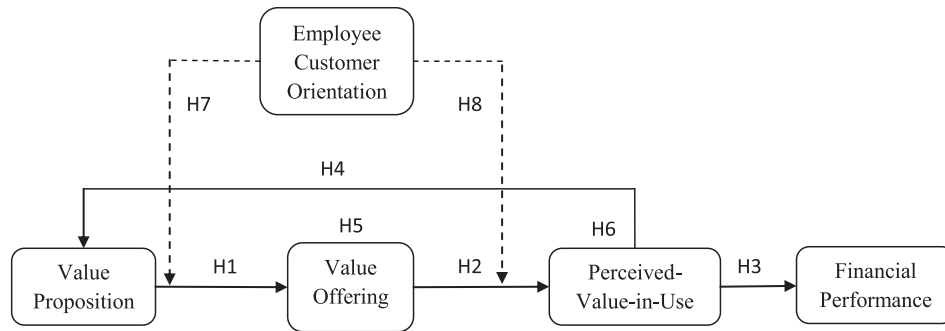 Employee
Customer
Orientation
H7
H8
H4
H5
H6
Value
Proposition
H1
Value
Offering
H2
Perceived-
Value-in-Use
H3
Financial
Performance